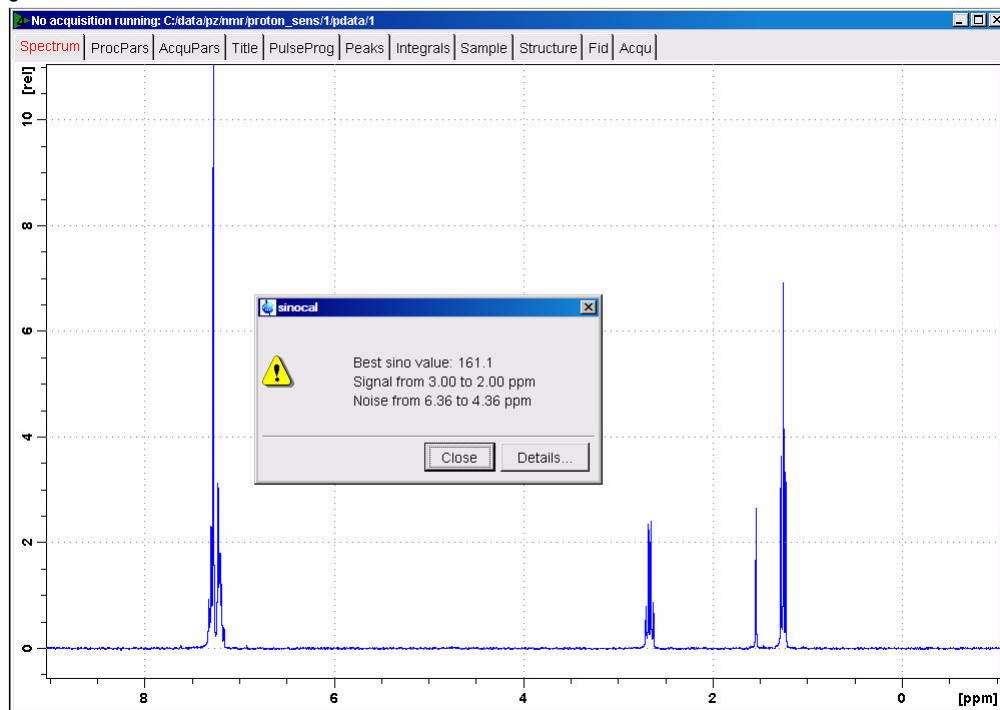 No acquisition running: C:/data/pz/nmr/proton_sens/1/pdata/1
Spectrum ProcPars AcquPars Title PulseProg Peaks Integrals Sample Structure Fid Acqu
[rel]
10
8
6
4
2
0
sinocal
Best sino value: 161.1
Signal from 3.00 to 2.00 ppm
Noise from 6.36 to 4.36 ppm
Close Details...
8 6 4 2 0 [ppm]